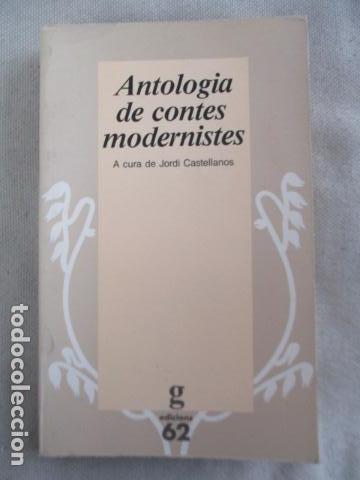 Antologia
de contes
modernistes
A cura de Jordi Castellanos
g
edicions
62
todocoleccion